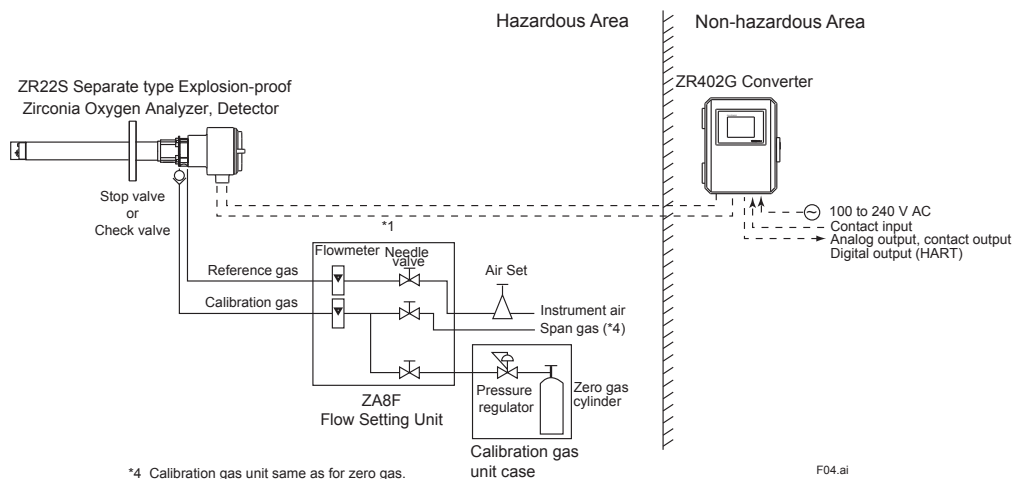 Hazardous Area
Non-hazardous Area
ZR22S Separate type Explosion-proof
Zirconia Oxygen Analyzer, Detector
ZR402G Converter
Stop valve
or
Check valve
*1
100 to 240 V AC
Contact input
Analog output, contact output
Digital output (HART)
Flowmeter
Needle
valve
Air Set
Reference gas
Calibration gas
Instrument air
Span gas (*4)
Pressure
regulator
Zero gas
cylinder
ZA8F
Flow Setting Unit
Calibration gas
unit case
*4 Calibration gas unit same as for zero gas.
F04.ai